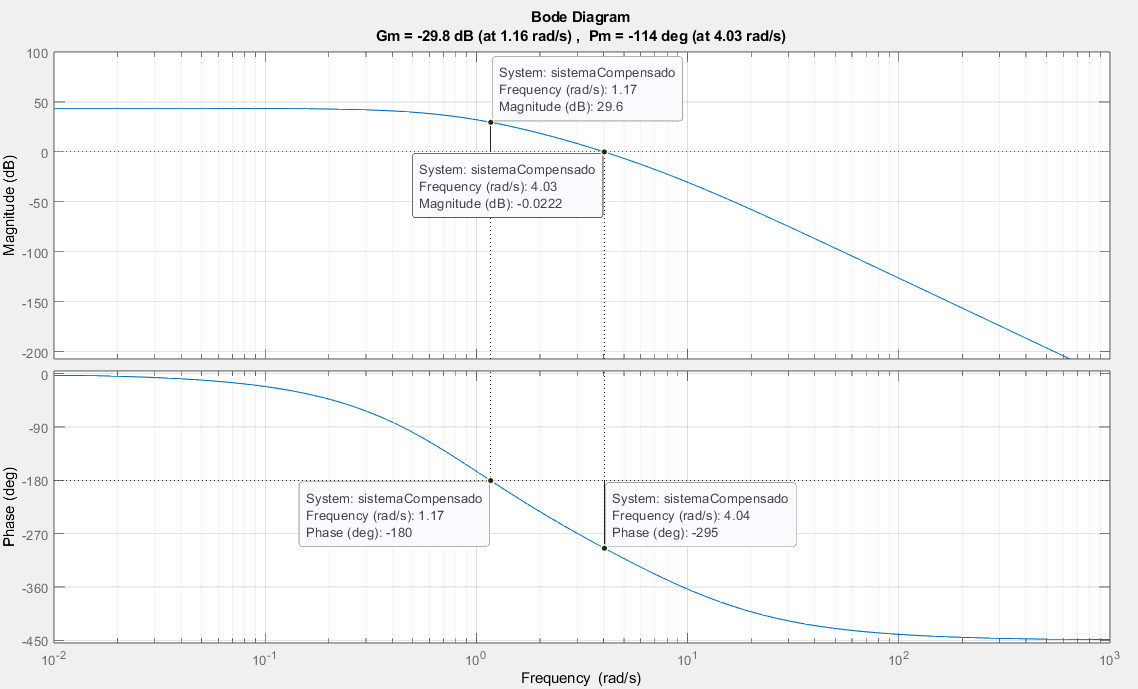 Bode Diagram
Gm = -29.8 dB (at 1.16 rad/s) , Pm = -114 deg (at 4.03 rad/s)
Magnitude (dB)
100
50
0
-50
-100
-150
-200
System: sistemaCompensado
Frequency (rad/s): 1.17
Magnitude (dB): 29.6
System: sistemaCompensado
Frequency (rad/s): 4.03
Magnitude (dB): -0.0222
Phase (deg)
0
-90
-180
-270
-360
-450
System: sistemaCompensado
Frequency (rad/s): 1.17
Phase (deg): -180
System: sistemaCompensado
Frequency (rad/s): 4.04
Phase (deg): -295
10⁻² 10⁻¹ 10⁰ 10¹ 10² 10³
Frequency (rad/s)